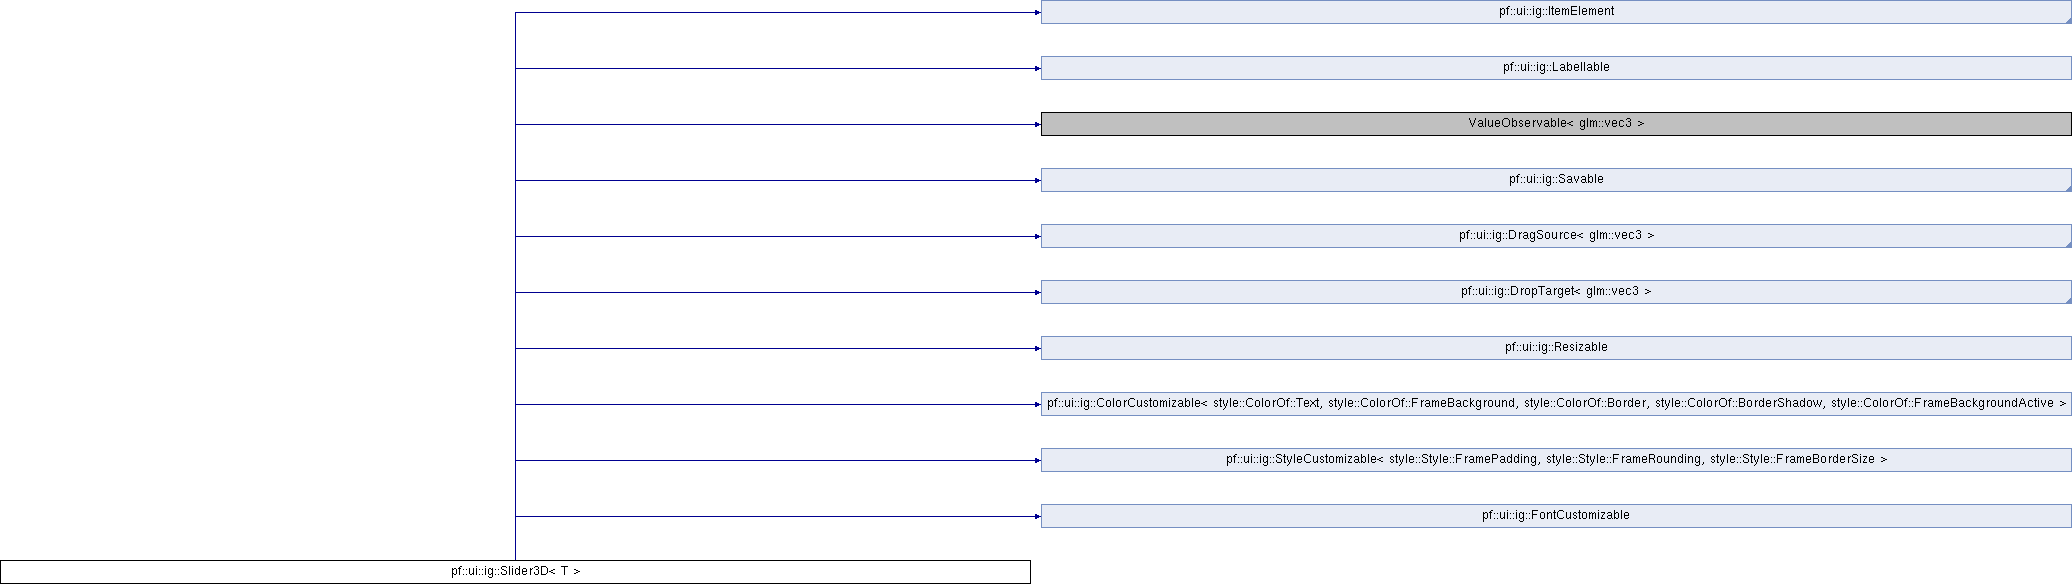 pf::ui::ig::ItemElement
pf::ui::ig::Labellable
ValueObservable< glm::vec3 >
pf::ui::ig::Savable
pf::ui::ig::DragSource< glm::vec3 >
pf::ui::ig::DropTarget< glm::vec3 >
pf::ui::ig::Resizable
pf::ui::ig::ColorCustomizable< style::ColorOf::Text, style::ColorOf::FrameBackground, style::ColorOf::Border, style::ColorOf::BorderShadow, style::ColorOf::FrameBackgroundActive >
pf::ui::ig::StyleCustomizable< style::Style::FramePadding, style::Style::FrameRounding, style::Style::FrameBorderSize >
pf::ui::ig::FontCustomizable
pf::ui::ig::Slider3D< T >